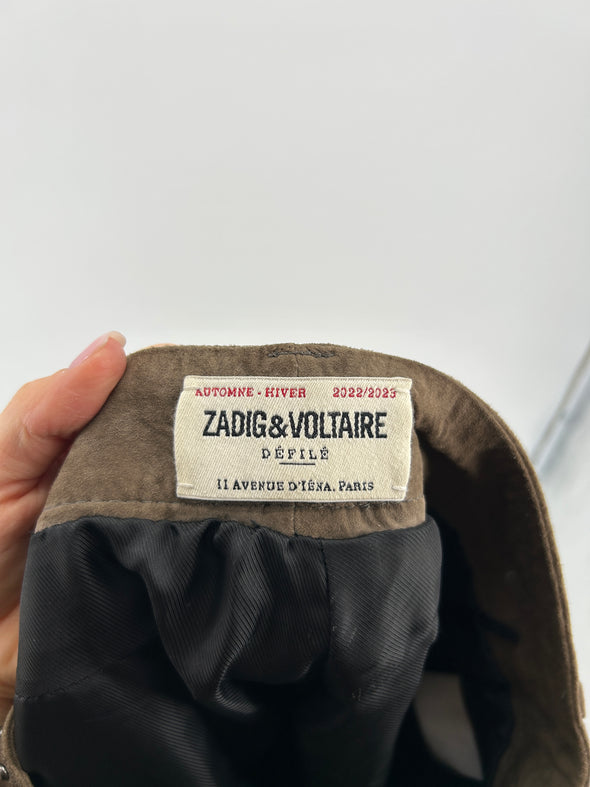 AUTOMNE - HIVER 2022/2023
ZADIG&VOLTAIRE
DÉFILÉ
11 AVENUE D'IÉNA, PARIS